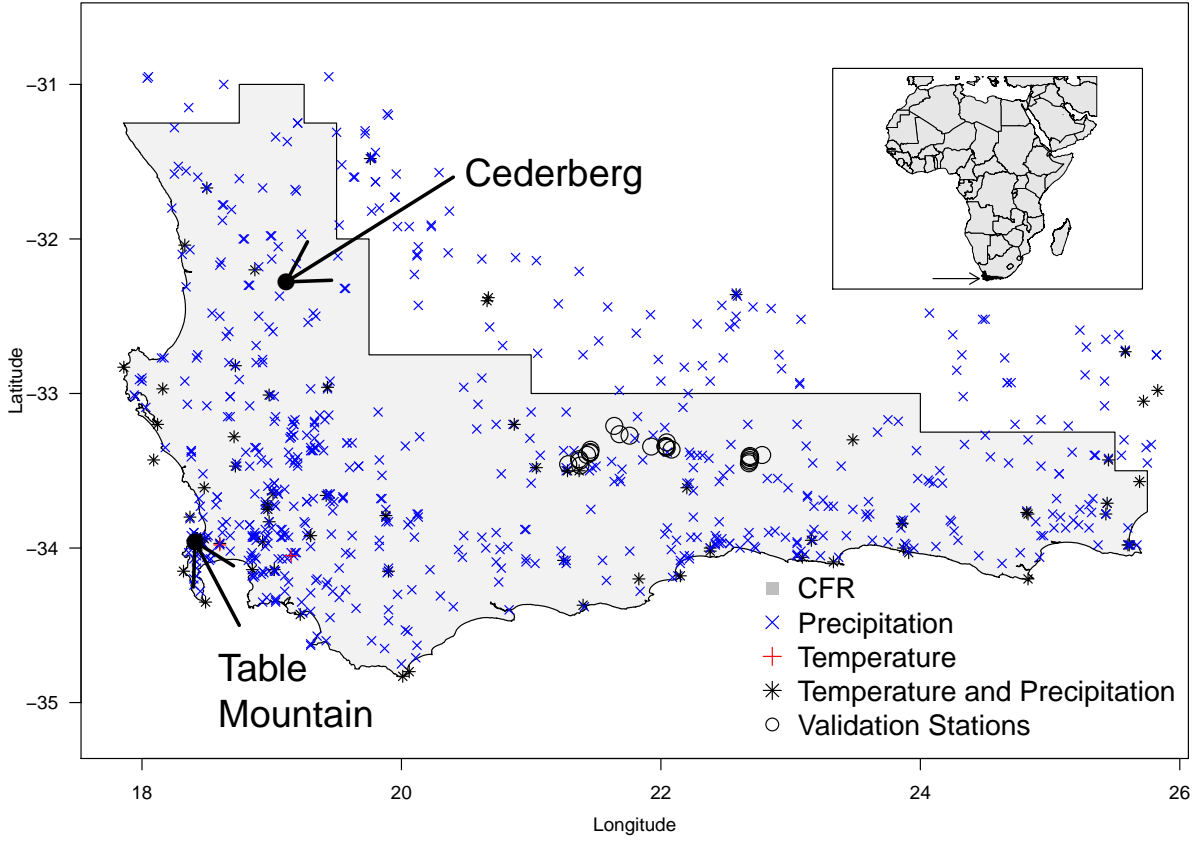 −31
−32
−33
−34
−35
Latitude
Cederberg
Table
Mountain
CFR
Precipitation
Temperature
Temperature and Precipitation
Validation Stations
18
20
22
24
26
Longitude